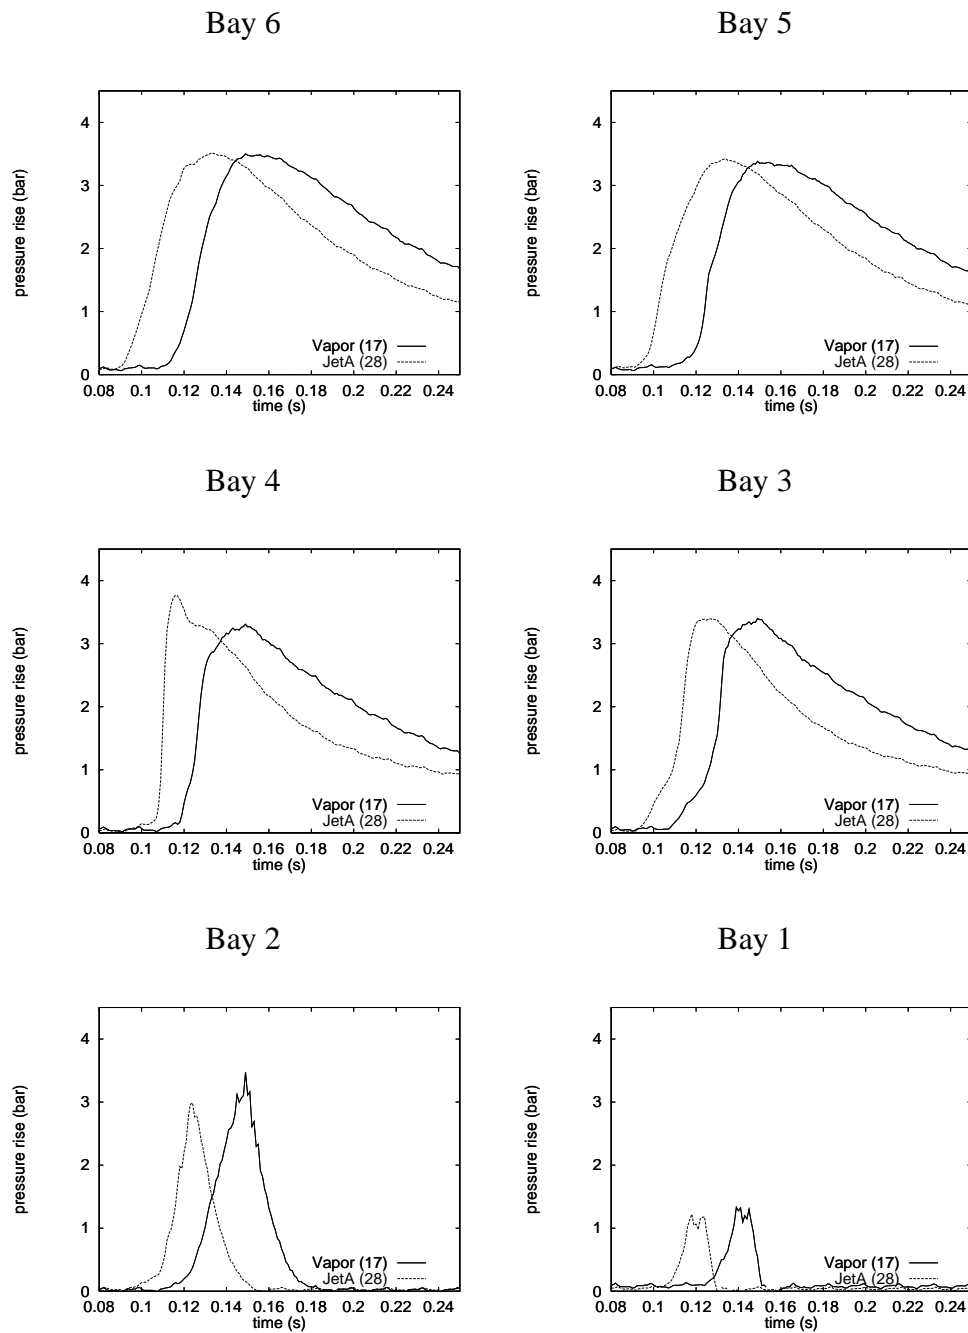 Bay 6
pressure rise (bar)
4
3
2
1
0
Vapor (17)
JetA (28)
0.08 0.1 0.12 0.14 0.16 0.18 0.2 0.22 0.24
time (s)
Bay 5
pressure rise (bar)
4
3
2
1
0
Vapor (17)
JetA (28)
0.08 0.1 0.12 0.14 0.16 0.18 0.2 0.22 0.24
time (s)
Bay 4
pressure rise (bar)
4
3
2
1
0
Vapor (17)
JetA (28)
0.08 0.1 0.12 0.14 0.16 0.18 0.2 0.22 0.24
time (s)
Bay 3
pressure rise (bar)
4
3
2
1
0
Vapor (17)
JetA (28)
0.08 0.1 0.12 0.14 0.16 0.18 0.2 0.22 0.24
time (s)
Bay 2
pressure rise (bar)
4
3
2
1
0
Vapor (17)
JetA (28)
0.08 0.1 0.12 0.14 0.16 0.18 0.2 0.22 0.24
time (s)
Bay 1
pressure rise (bar)
4
3
2
1
0
Vapor (17)
JetA (28)
0.08 0.1 0.12 0.14 0.16 0.18 0.2 0.22 0.24
time (s)